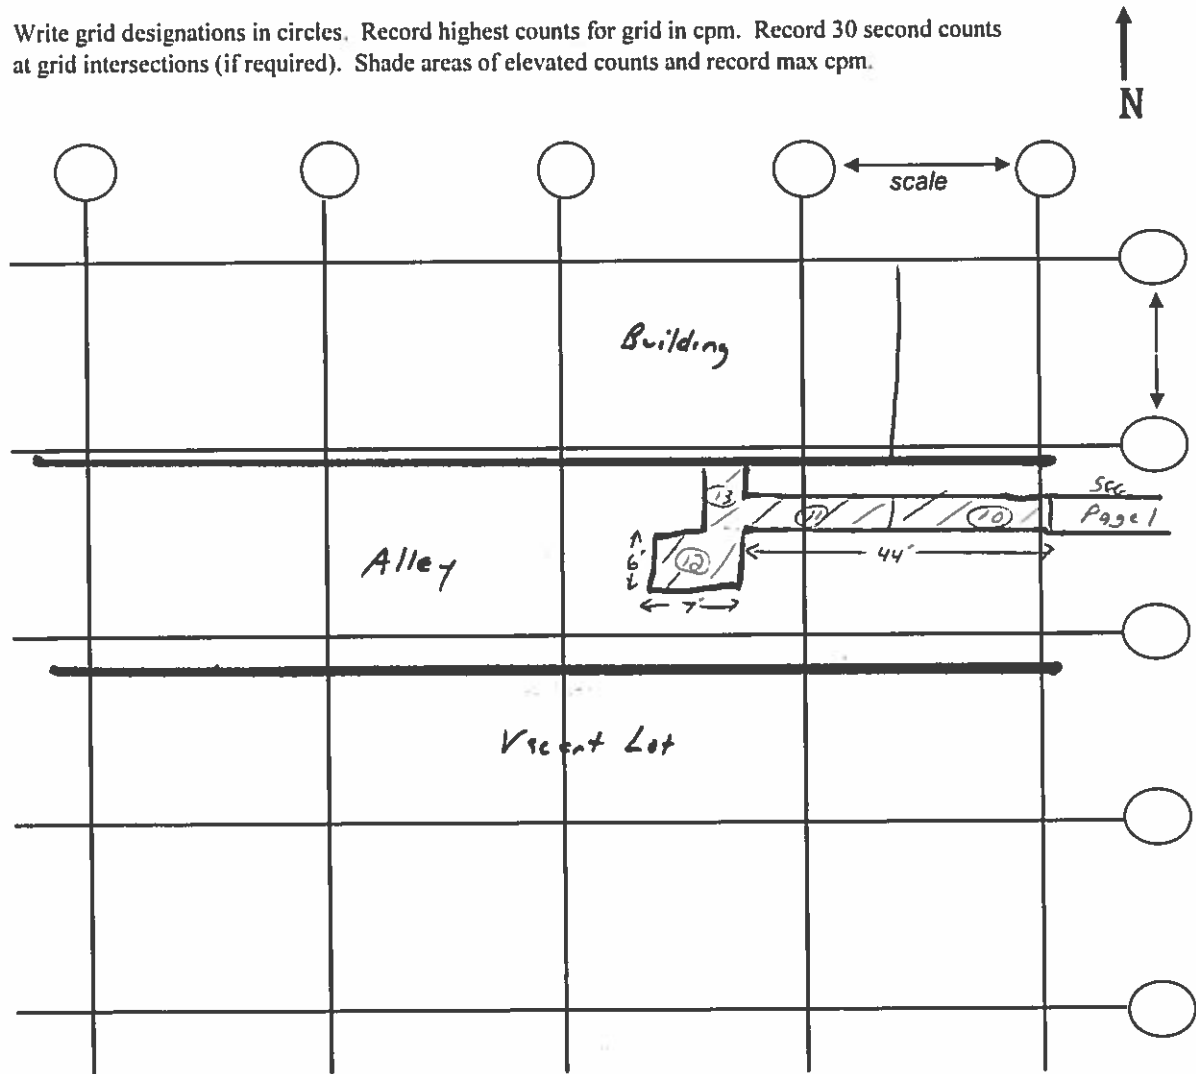 Write grid designations in circles. Record highest counts for grid in cpm. Record 30 second counts
at grid intersections (if required). Shade areas of elevated counts and record max cpm.
N
scale
Building
See
Page 1
13
11
10
12
44'
6'
7'
Alley
Vacant Lot